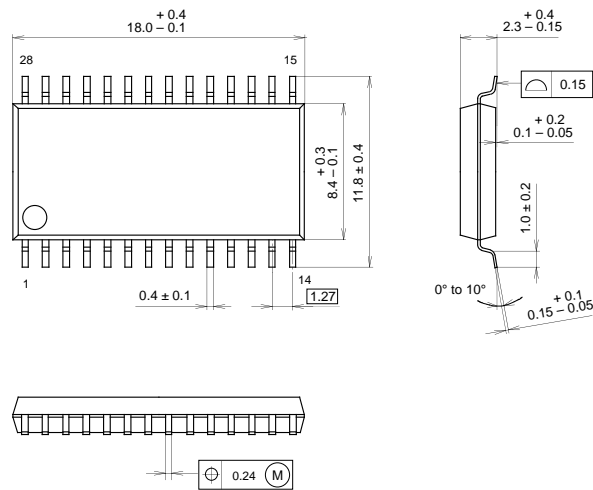 + 0.4
18.0 – 0.1
28
15
+ 0.3
8.4 – 0.1
11.8 ± 0.4
1
14
0.4 ± 0.1
1.27
+ 0.4
2.3 – 0.15
0.15
+ 0.2
0.1 – 0.05
1.0 ± 0.2
0° to 10°
+ 0.1
0.15 – 0.05
0.24 M